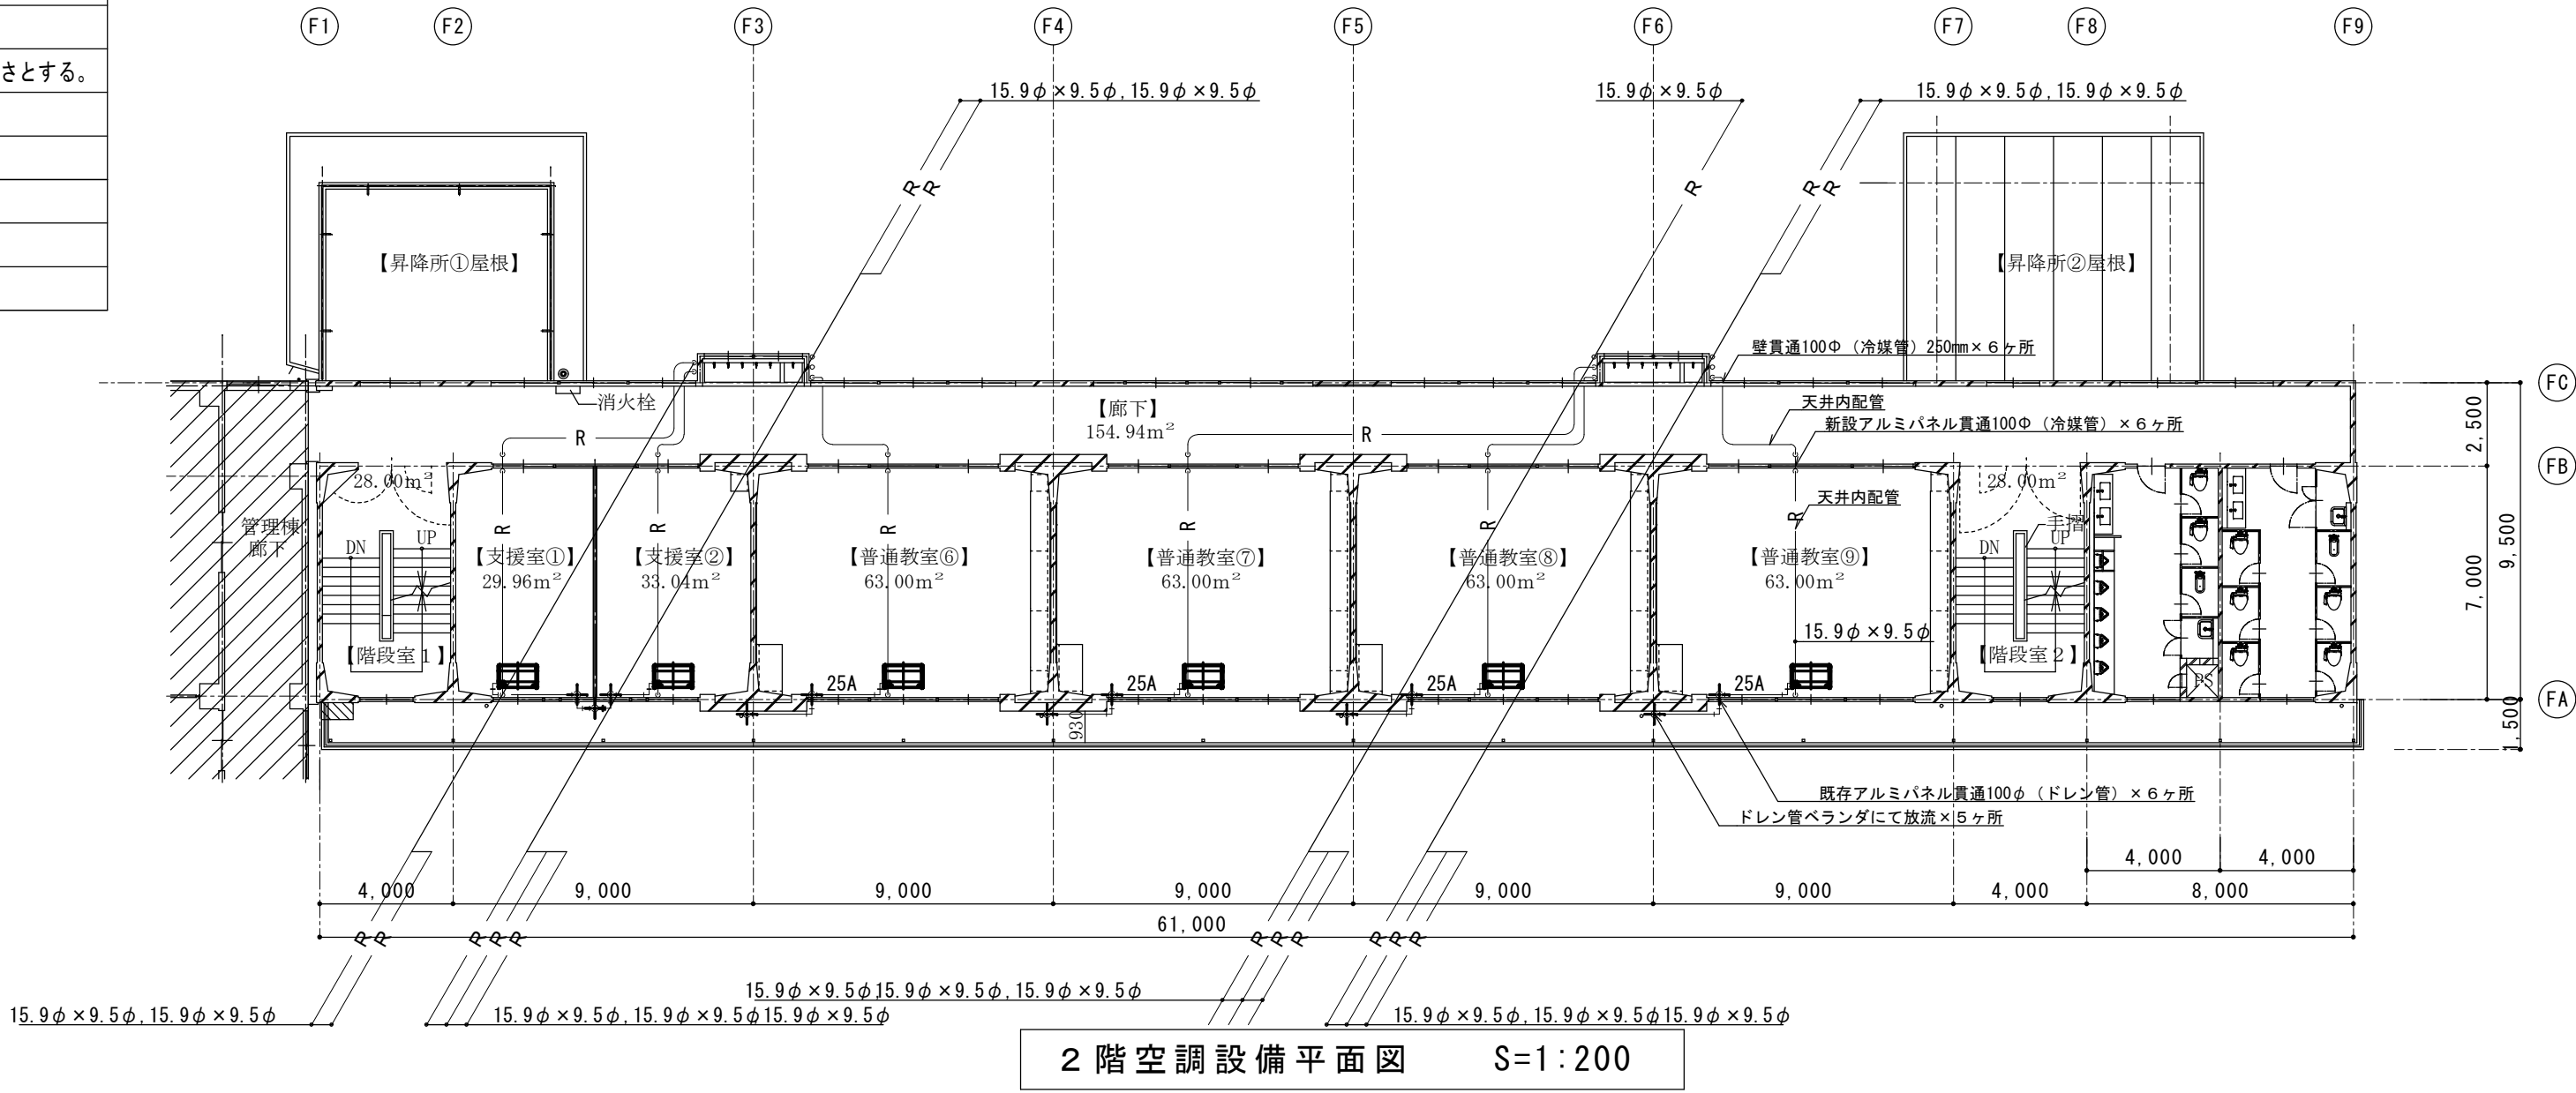 F1 F2 F3 F4 F5 F6 F7 F8 F9
さとする。
15.9φ×9.5φ,15.9φ×9.5φ
15.9φ×9.5φ
15.9φ×9.5φ,15.9φ×9.5φ
R
R
R
R
R
【昇降所①屋根】
【昇降所②屋根】
壁貫通100Φ（冷媒管）250mm×６ヶ所
FC
消火栓
【廊下】
154.94m²
天井内配管
新設アルミパネル貫通100Φ（冷媒管）×６ヶ所
2,500
R
R
FB
28.00m²
28.00m²
天井内配管
管理棟
廊下
R
R
R
R
R
R
手摺
DN
UP
DN
UP
【支援室①】
29.96m²
【支援室②】
33.04m²
【普通教室⑥】
63.00m²
【普通教室⑦】
63.00m²
【普通教室⑧】
63.00m²
【普通教室⑨】
63.00m²
7,000
9,500
15.9φ×9.5φ
【階段室１】
【階段室２】
PS
25A
25A
25A
25A
FA
930
1,500
既存アルミパネル貫通100φ（ドレン管）×６ヶ所
ドレン管ベランダにて放流×５ヶ所
4,000 4,000
4,000 9,000 9,000 9,000 9,000 9,000 4,000 8,000
61,000
R R
R R R
R R R
R R R
15.9φ×9.5φ,15.9φ×9.5φ
15.9φ×9.5φ,15.9φ×9.5φ 15.9φ×9.5φ
15.9φ×9.5φ,15.9φ×9.5φ,15.9φ×9.5φ
15.9φ×9.5φ,15.9φ×9.5φ,15.9φ×9.5φ
２階空調設備平面図 S=1:200